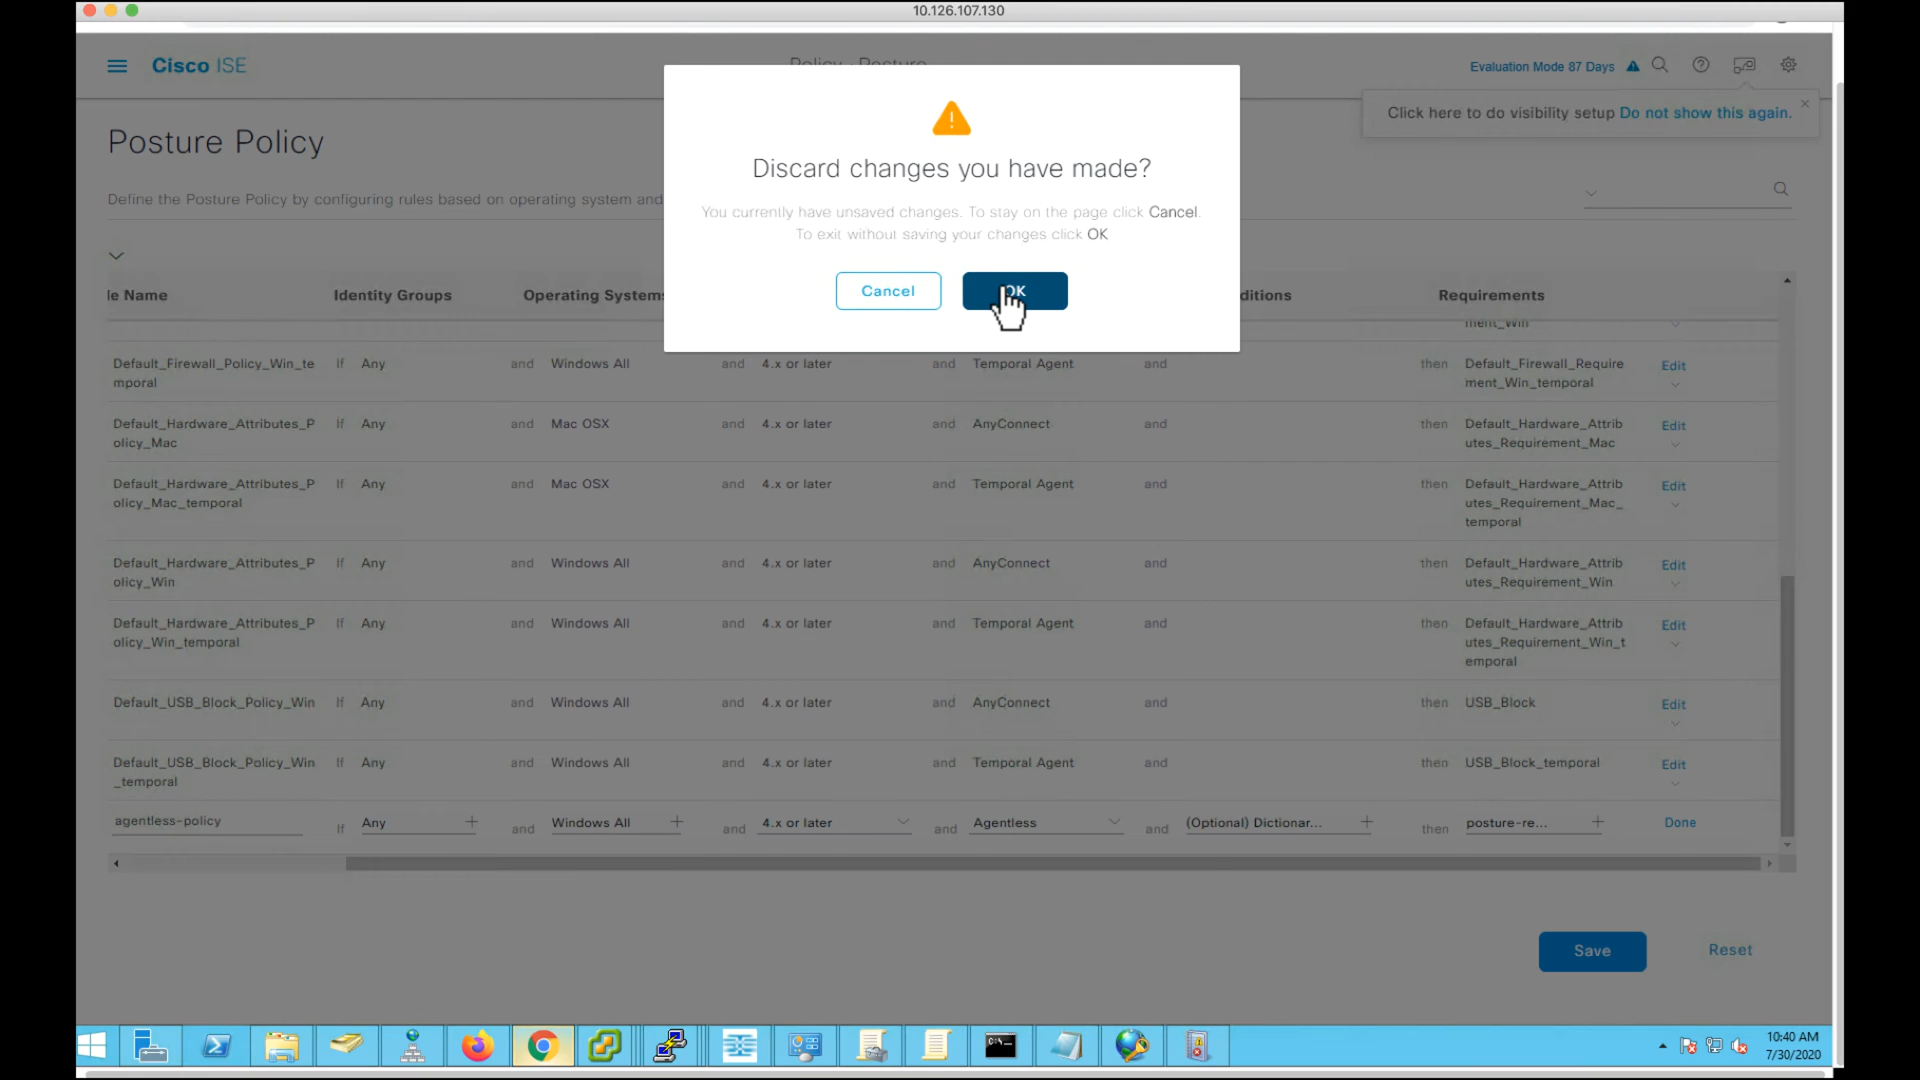 10.126.107.130
Cisco ISE
Policy · Posture
Evaluation Mode 87 Days
Click here to do visibility setup Do not show this again.
Posture Policy
Define the Posture Policy by configuring rules based on operating system and
Discard changes you have made?
You currently have unsaved changes. To stay on the page click Cancel.
To exit without saving your changes click OK
Cancel
OK
le Name Identity Groups Operating Systems ditions Requirements
ment_Win
Default_Firewall_Policy_Win_te If Any and Windows All and 4.x or later and Temporal Agent and then Default_Firewall_Require Edit
mporal ment_Win_temporal
Default_Hardware_Attributes_P If Any and Mac OSX and 4.x or later and AnyConnect and then Default_Hardware_Attrib Edit
olicy_Mac utes_Requirement_Mac
Default_Hardware_Attributes_P If Any and Mac OSX and 4.x or later and Temporal Agent and then Default_Hardware_Attrib Edit
olicy_Mac_temporal utes_Requirement_Mac_
temporal
Default_Hardware_Attributes_P If Any and Windows All and 4.x or later and AnyConnect and then Default_Hardware_Attrib Edit
olicy_Win utes_Requirement_Win
Default_Hardware_Attributes_P If Any and Windows All and 4.x or later and Temporal Agent and then Default_Hardware_Attrib Edit
olicy_Win_temporal utes_Requirement_Win_t
emporal
Default_USB_Block_Policy_Win If Any and Windows All and 4.x or later and AnyConnect and then USB_Block Edit
Default_USB_Block_Policy_Win If Any and Windows All and 4.x or later and Temporal Agent and then USB_Block_temporal Edit
_temporal
agentless-policy If Any and Windows All and 4.x or later and Agentless and (Optional) Dictionar... then posture-re... Done
Save
Reset
10:40 AM
7/30/2020